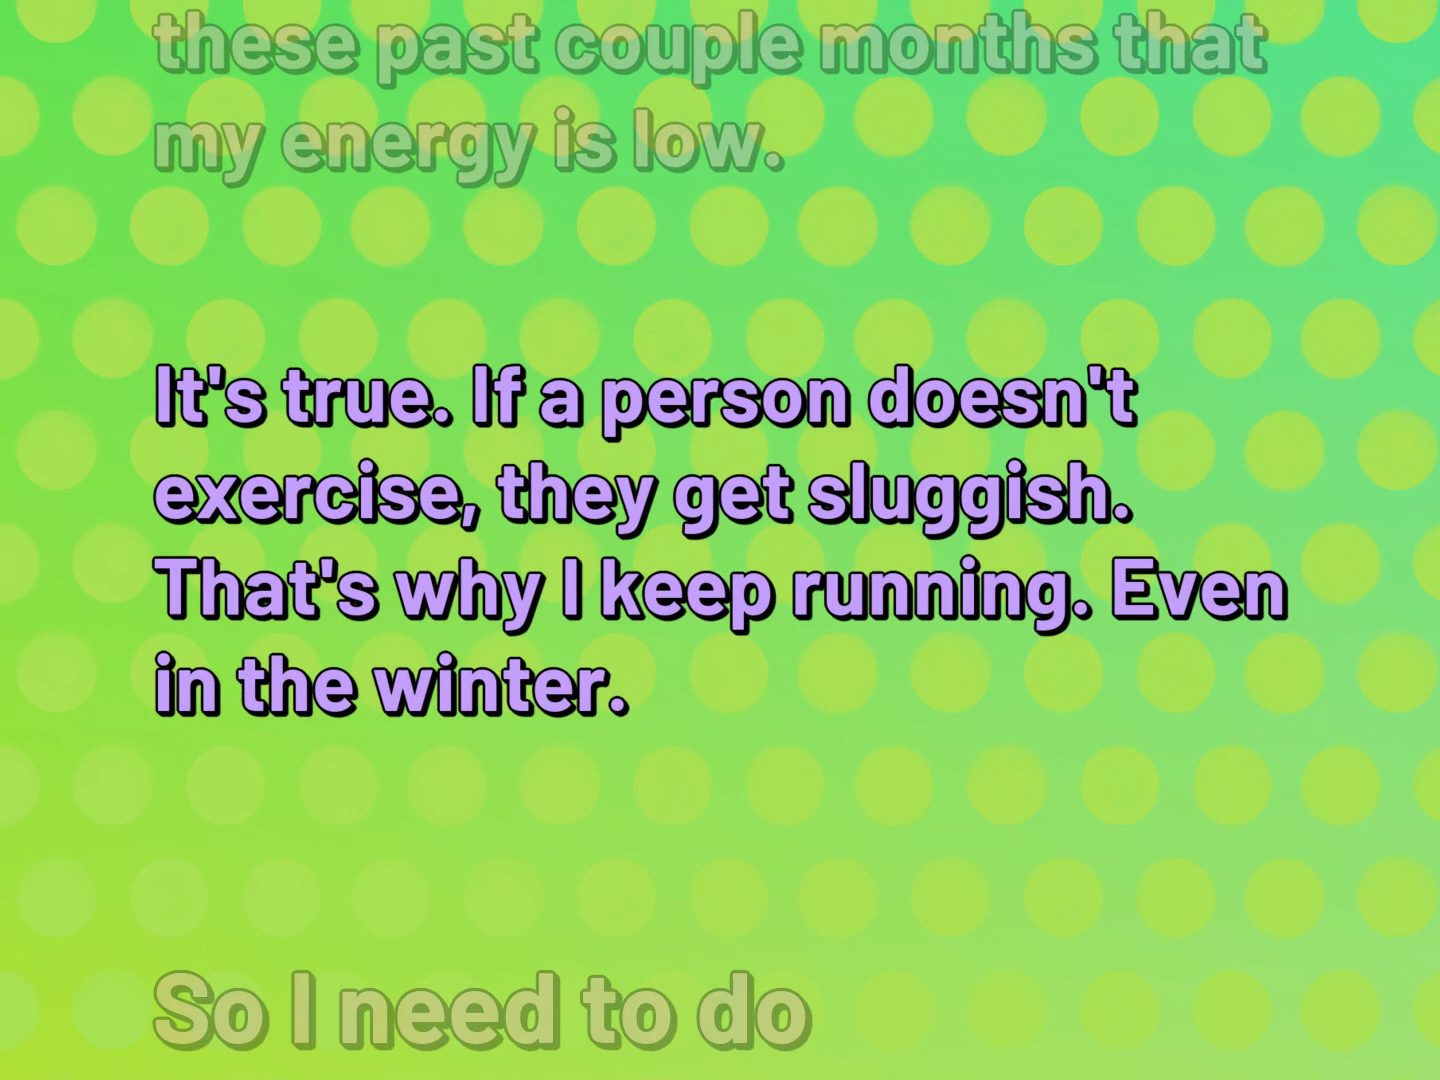 these past couple months that
my energy is low.
It's true. If a person doesn't
exercise, they get sluggish.
That's why I keep running. Even
in the winter.
So I need to do